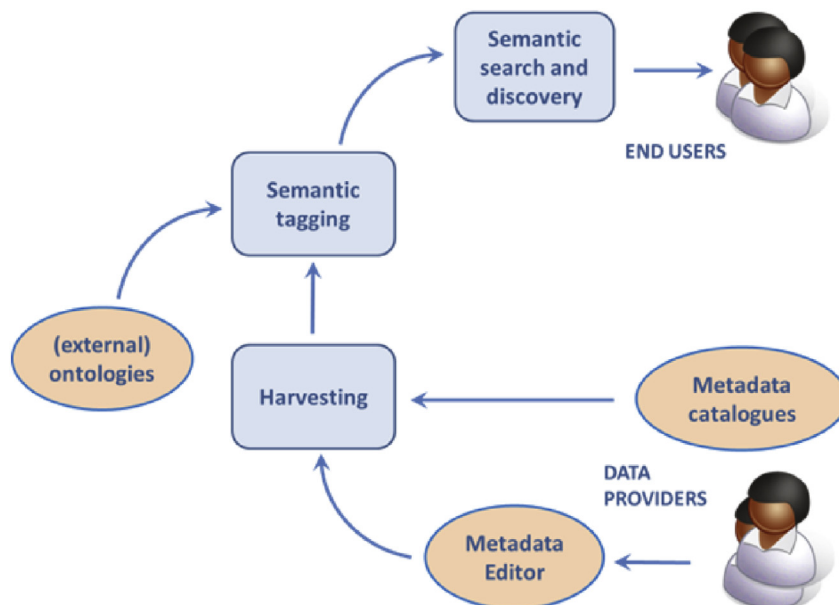 Semantic
search and
discovery
END USERS
Semantic
tagging
(external)
ontologies
Harvesting
Metadata
catalogues
DATA
PROVIDERS
Metadata
Editor